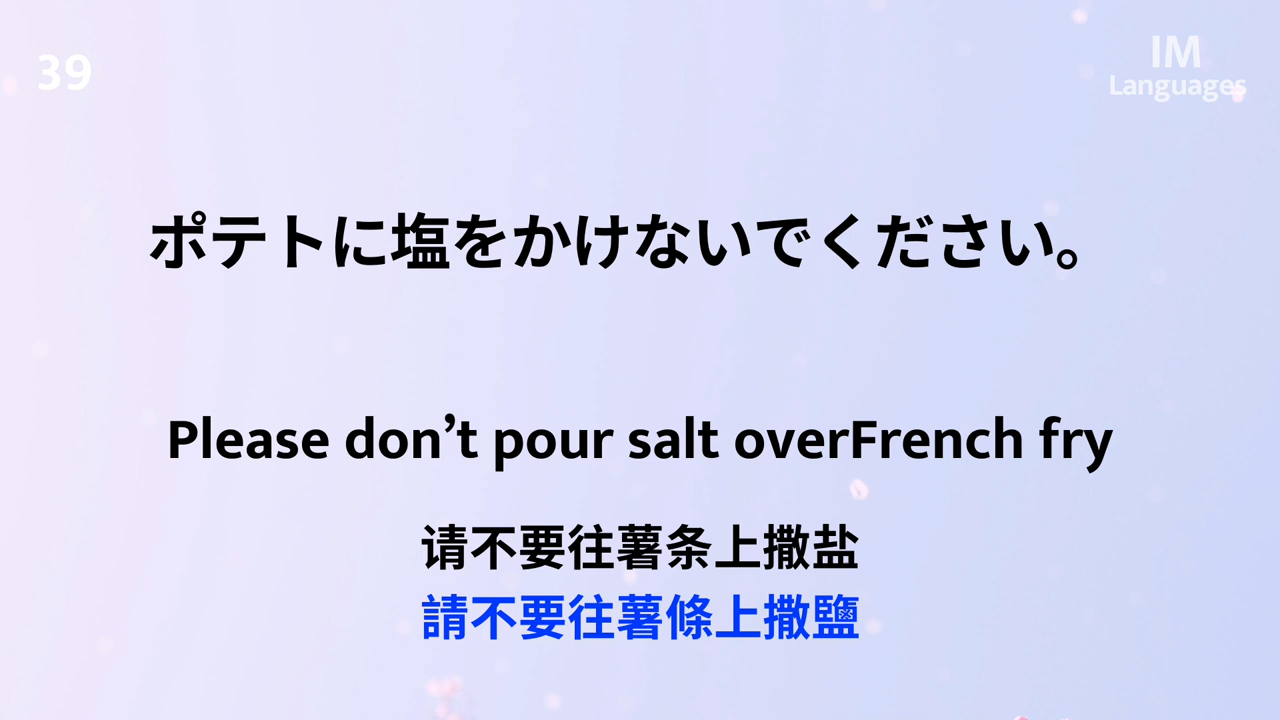 39
IM
Languages
ポテトに塩をかけないでください。
Please don’t pour salt overFrench fry
请不要往薯条上撒盐
請不要往薯條上撒鹽